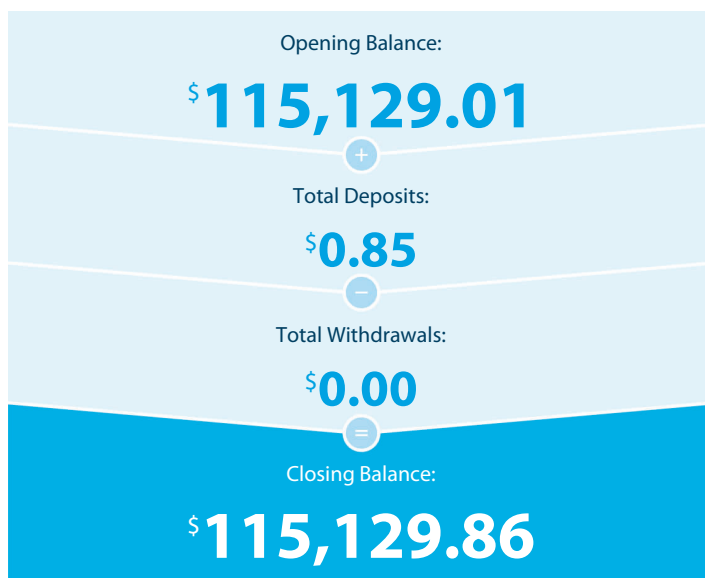 Opening Balance:
$115,129.01
+
Total Deposits:
$0.85
−
Total Withdrawals:
$0.00
=
Closing Balance:
$115,129.86